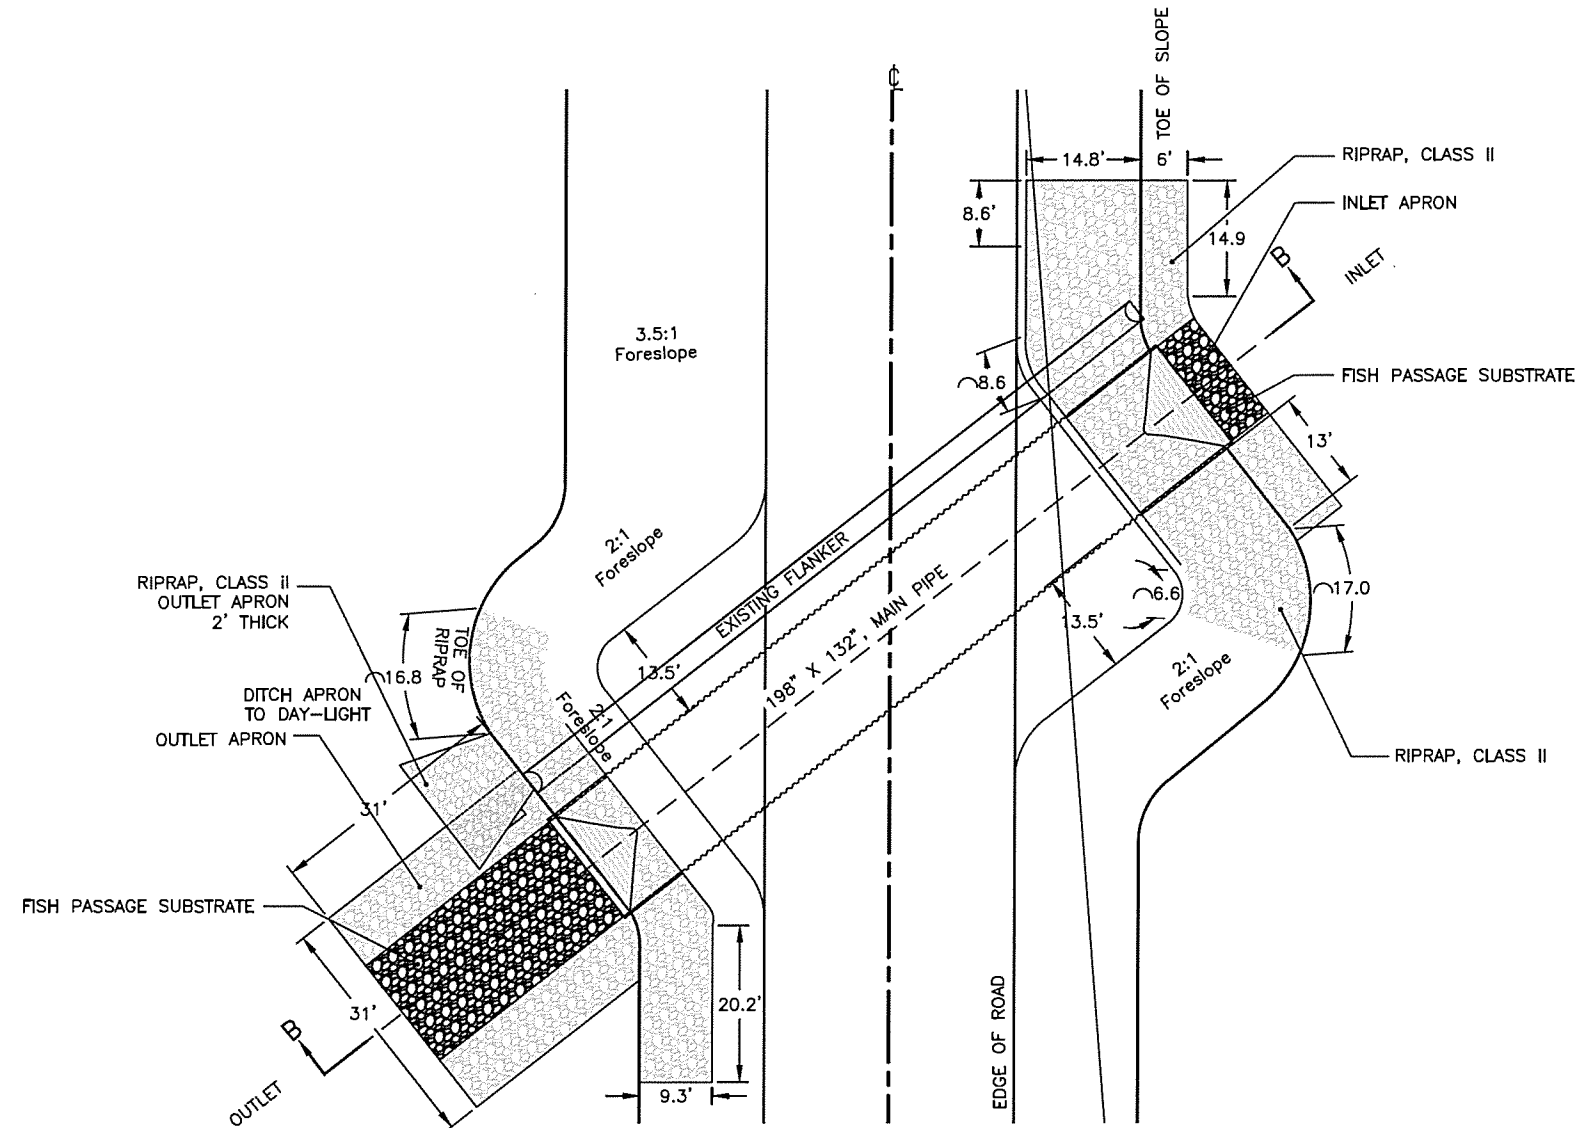 ℄
TOE OF SLOPE
14.8'
6'
RIPRAP, CLASS II
8.6'
14.9'
INLET APRON
B
INLET
3.5:1
Foreslope
8.6
FISH PASSAGE SUBSTRATE
13'
2:1
Foreslope
EXISTING FLANKER
198" X 132", MAIN PIPE
6.6
17.0
13.5'
RIPRAP, CLASS II
OUTLET APRON
2' THICK
TOE OF
RIPRAP
16.8
13.5'
2:1
Foreslope
DITCH APRON
TO DAY-LIGHT
2:1
Foreslope
OUTLET APRON
RIPRAP, CLASS II
31'
FISH PASSAGE SUBSTRATE
31'
20.2'
EDGE OF ROAD
B
OUTLET
9.3'